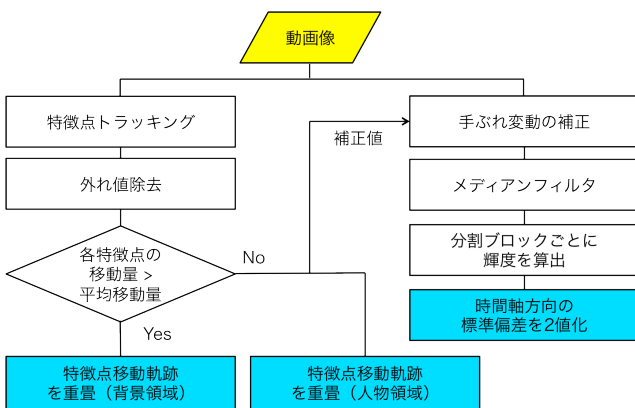 動画像
特徴点トラッキング
外れ値除去
各特徴点の
移動量 >
平均移動量
No
Yes
補正値
特徴点移動軌跡
を重畳（背景領域）
特徴点移動軌跡
を重畳（人物領域）
手ぶれ変動の補正
メディアンフィルタ
分割ブロックごとに
輝度を算出
時間軸方向の
標準偏差を2値化